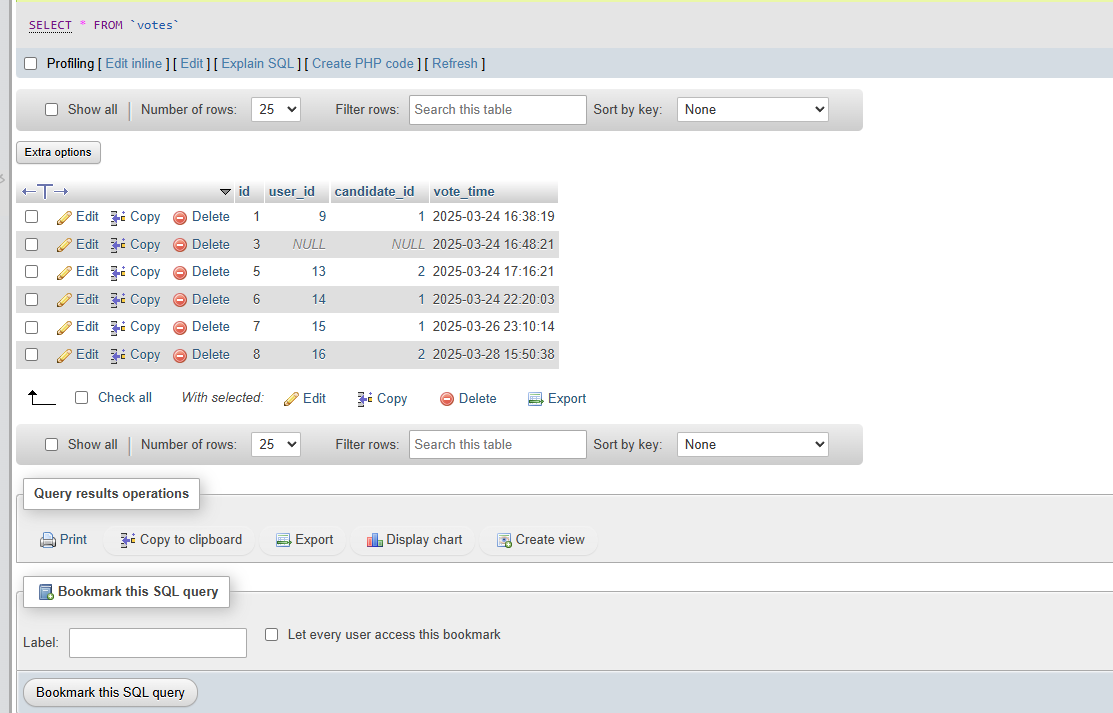 SELECT * FROM `votes`
Profiling [ Edit inline ] [ Edit ] [ Explain SQL ] [ Create PHP code ] [ Refresh ]
Show all | Number of rows: 25 Filter rows: Search this table Sort by key: None
Extra options
id user_id candidate_id vote_time
Edit Copy Delete 1 9 1 2025-03-24 16:38:19
Edit Copy Delete 3 NULL NULL 2025-03-24 16:48:21
Edit Copy Delete 5 13 2 2025-03-24 17:16:21
Edit Copy Delete 6 14 1 2025-03-24 22:20:03
Edit Copy Delete 7 15 1 2025-03-26 23:10:14
Edit Copy Delete 8 16 2 2025-03-28 15:50:38
Check all With selected: Edit Copy Delete Export
Show all | Number of rows: 25 Filter rows: Search this table Sort by key: None
Query results operations
Print Copy to clipboard Export Display chart Create view
Bookmark this SQL query
Label: Let every user access this bookmark
Bookmark this SQL query